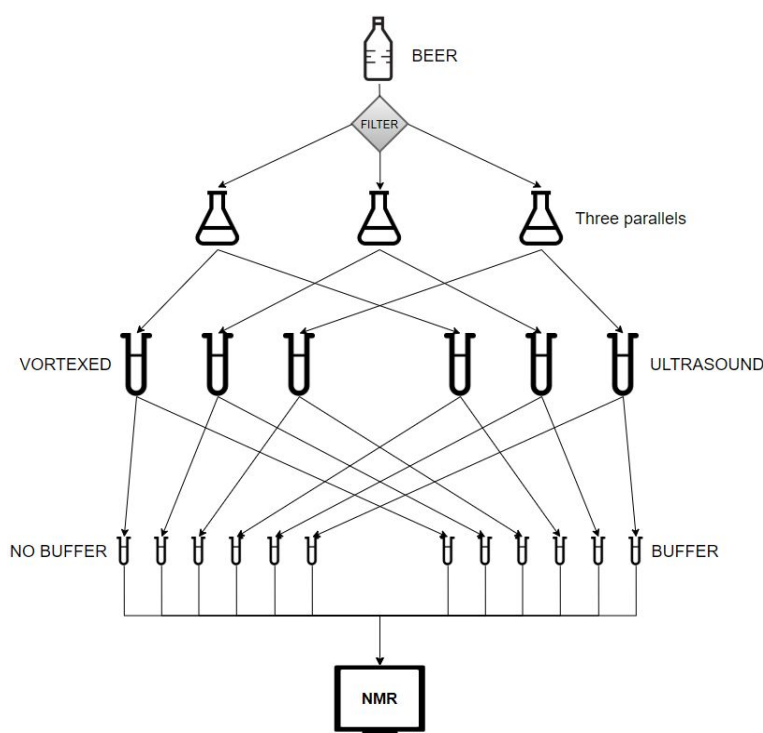 BEER
FILTER
Three parallels
VORTEXED
ULTRASOUND
NO BUFFER
BUFFER
NMR